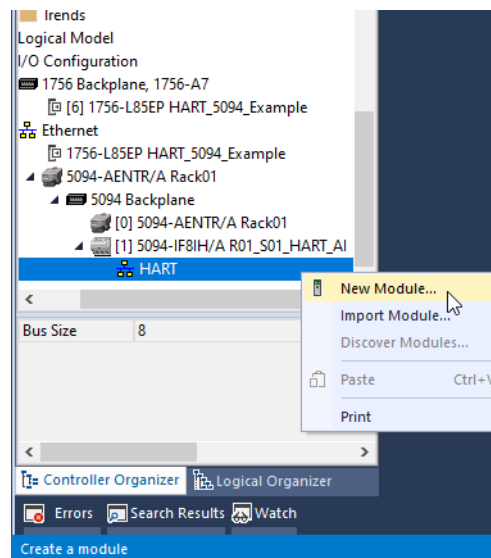 Trends
Logical Model
I/O Configuration
1756 Backplane, 1756-A7
[6] 1756-L85EP HART_5094_Example
Ethernet
1756-L85EP HART_5094_Example
5094-AENTR/A Rack01
5094 Backplane
[0] 5094-AENTR/A Rack01
[1] 5094-IF8IH/A R01_S01_HART_AI
HART
New Module...
Import Module...
Discover Modules...
Paste Ctrl+V
Print
Bus Size 8
Controller Organizer Logical Organizer
Errors Search Results Watch
Create a module